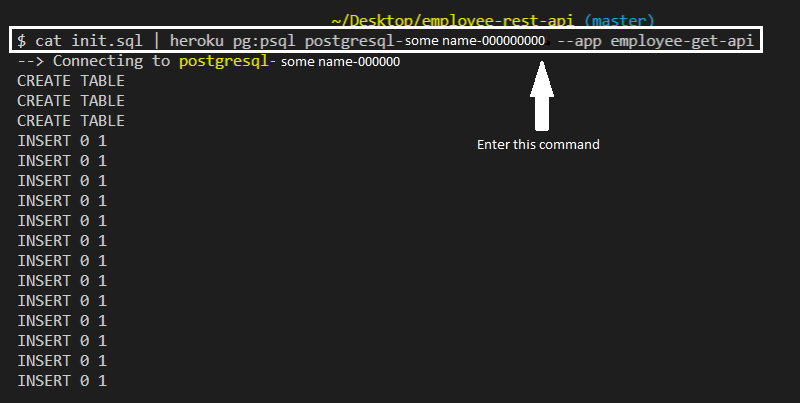 ~/Desktop/employee-rest-api (master)
$ cat init.sql | heroku pg:psql postgresql-some name-000000000 --app employee-get-api
--> Connecting to postgresql- some name-000000
CREATE TABLE
CREATE TABLE
CREATE TABLE
INSERT 0 1
Enter this command
INSERT 0 1
INSERT 0 1
INSERT 0 1
INSERT 0 1
INSERT 0 1
INSERT 0 1
INSERT 0 1
INSERT 0 1
INSERT 0 1
INSERT 0 1
INSERT 0 1
INSERT 0 1